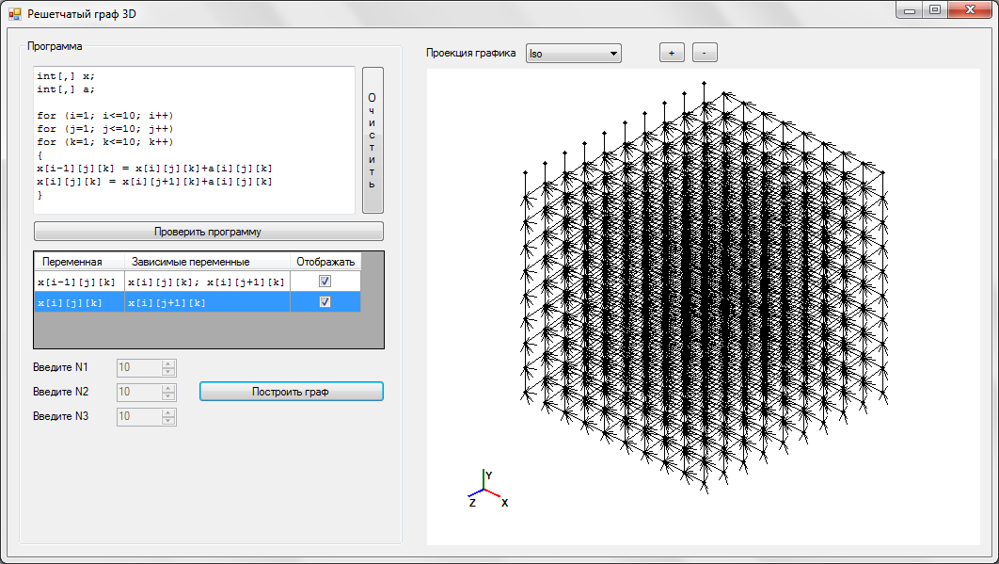 Решетчатый граф 3D
Программа
int[,] x;
int[,] a;
for (i=1; i<=10; i++)
for (j=1; j<=10; j++)
for (k=1; k<=10; k++)
{
x[i-1][j][k] = x[i][j][k]+a[i][j][k]
x[i][j][k] = x[i][j+1][k]+a[i][j][k]
}
Очистить
Проверить программу
Переменная Зависимые переменные Отображать
x[i-1][j][k] x[i][j][k]; x[i][j+1][k]
x[i][j][k] x[i][j+1][k]
Введите N1 10
Введите N2 10
Введите N3 10
Построить граф
Проекция графика Iso + -
Y
Z X